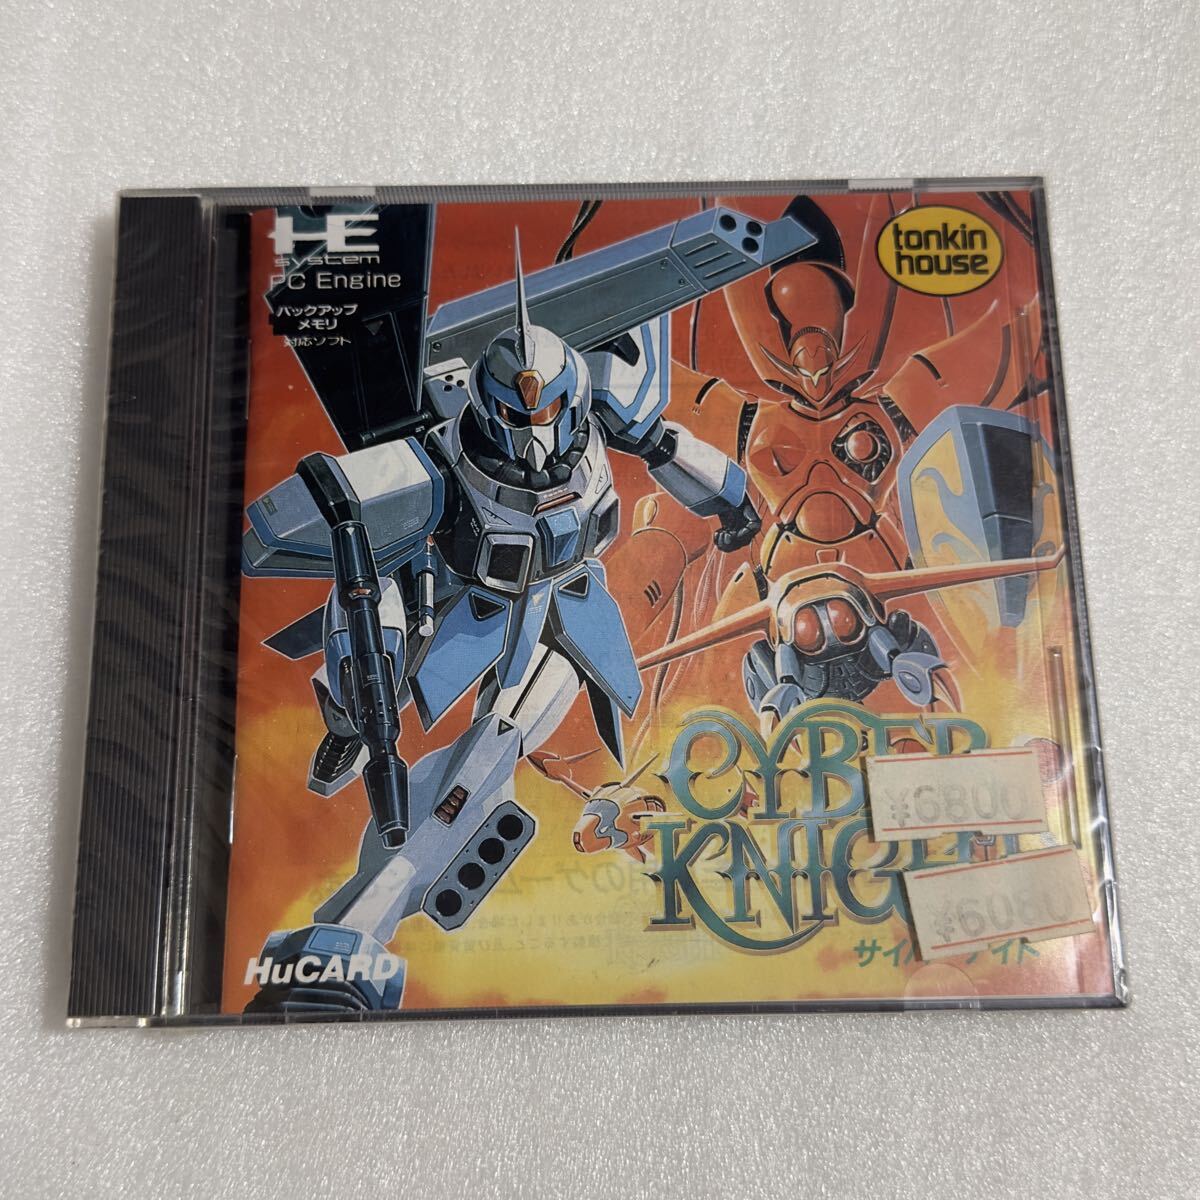 HE
system
PC Engine
バックアップ
メモリ
対応ソフト
tonkin
house
CYBER
KNIGHT
¥6800
¥6080
サイバーナイト
HuCARD